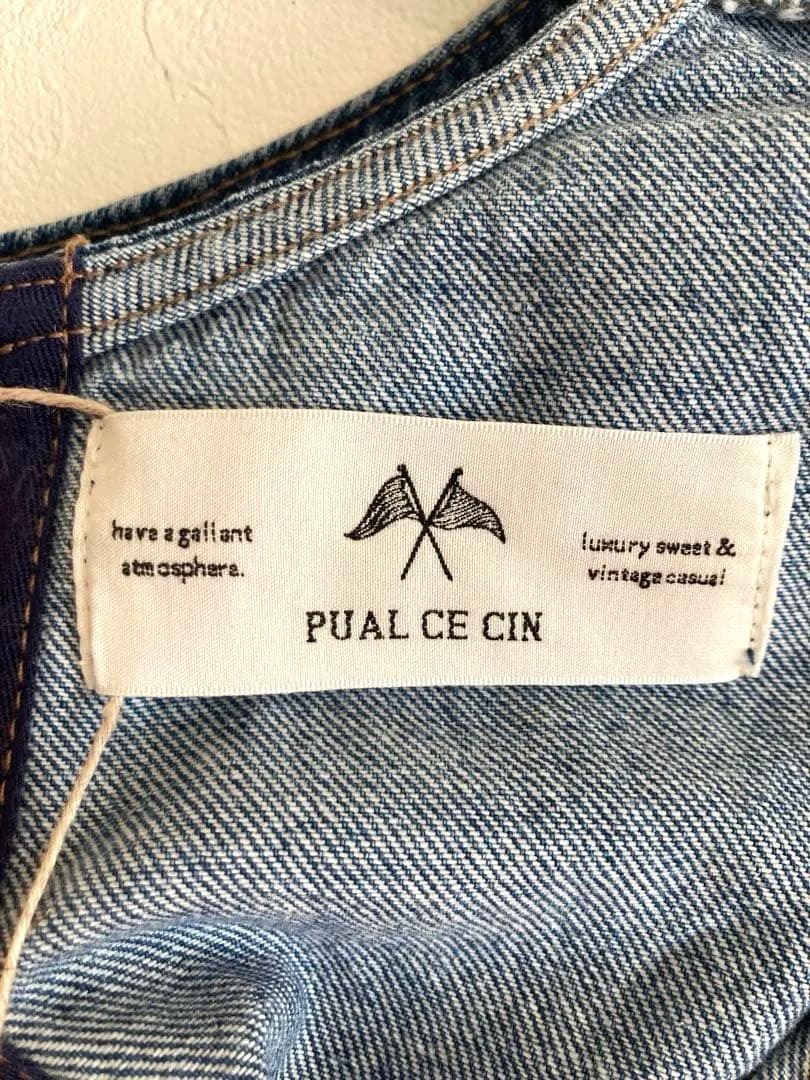 have a gallant
atmosphere.
luxury sweet &
vintage casual
PUAL CE CIN